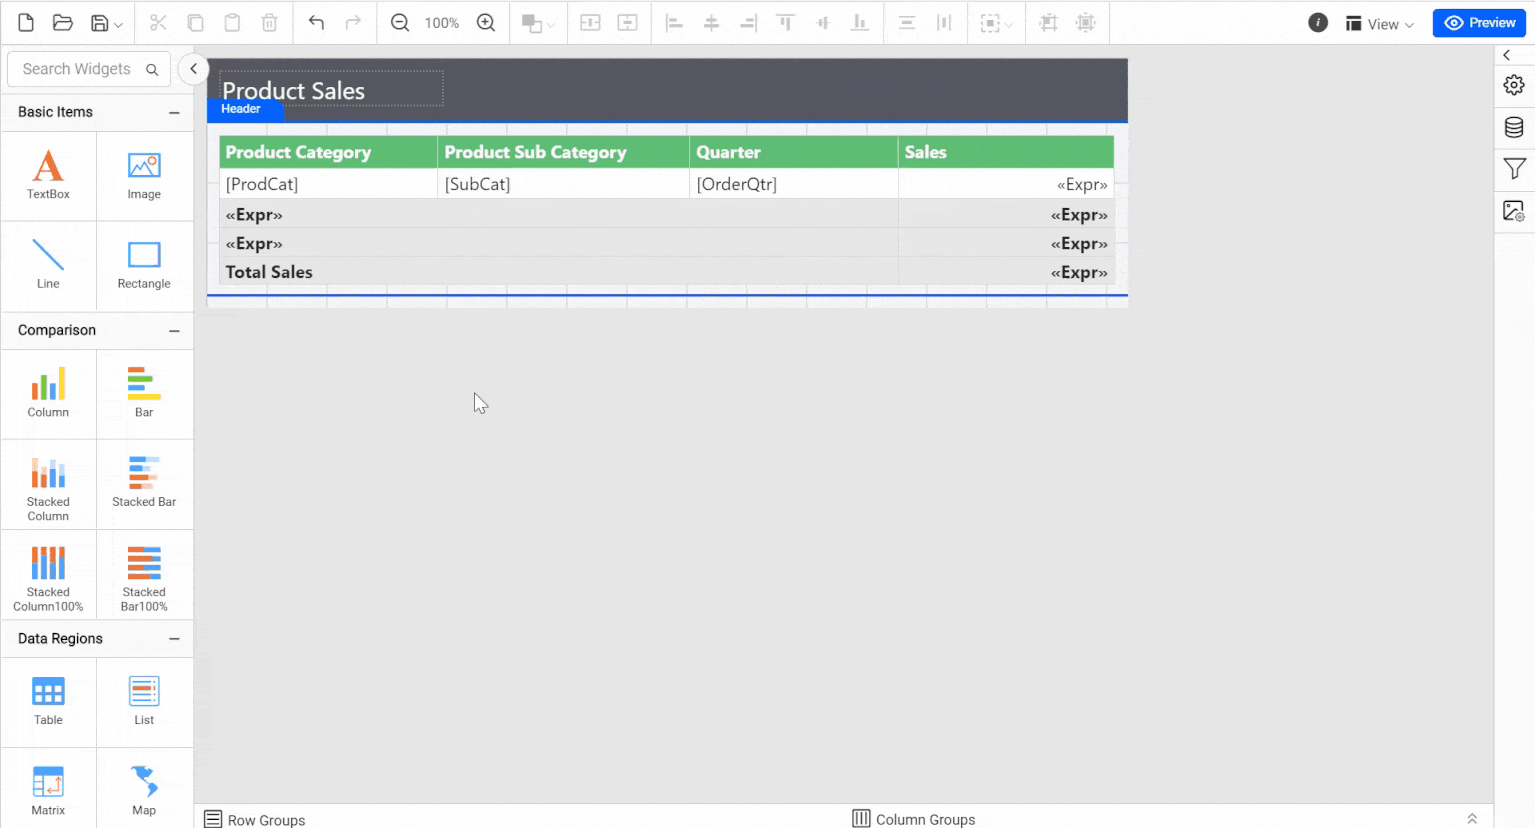 100%
i
View
Preview
Search Widgets
Basic Items
A
TextBox
Image
Line
Rectangle
Comparison
Column
Bar
Stacked
Column
Stacked Bar
Stacked
Column100%
Stacked
Bar100%
Data Regions
Table
List
Matrix
Map
Product Sales
Header
Product Category Product Sub Category Quarter Sales
[ProdCat] [SubCat] [OrderQtr] «Expr»
«Expr» «Expr»
«Expr» «Expr»
Total Sales «Expr»
Row Groups
Column Groups